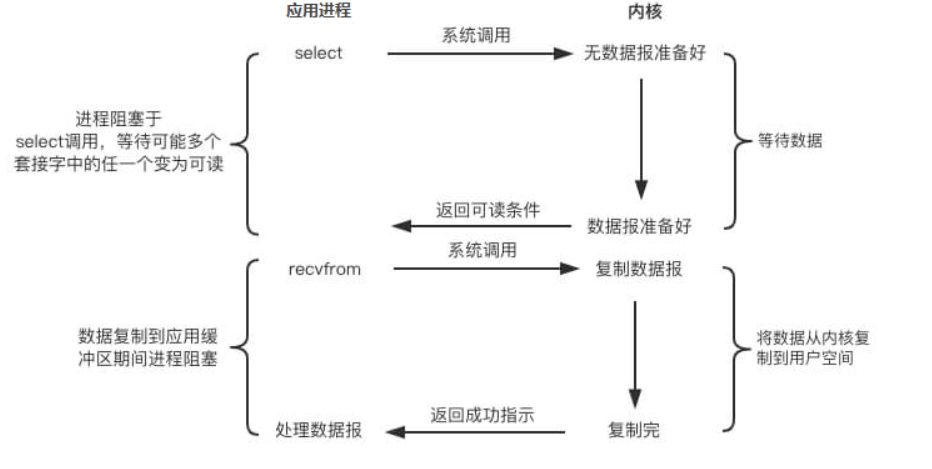 应用进程
内核
select
系统调用
无数据报准备好
进程阻塞于
select调用，等待可能多个
套接字中的任一个变为可读
等待数据
返回可读条件
数据报准备好
recvfrom
系统调用
复制数据报
数据复制到应用缓
冲区期间进程阻塞
将数据从内核复
制到用户空间
处理数据报
返回成功指示
复制完